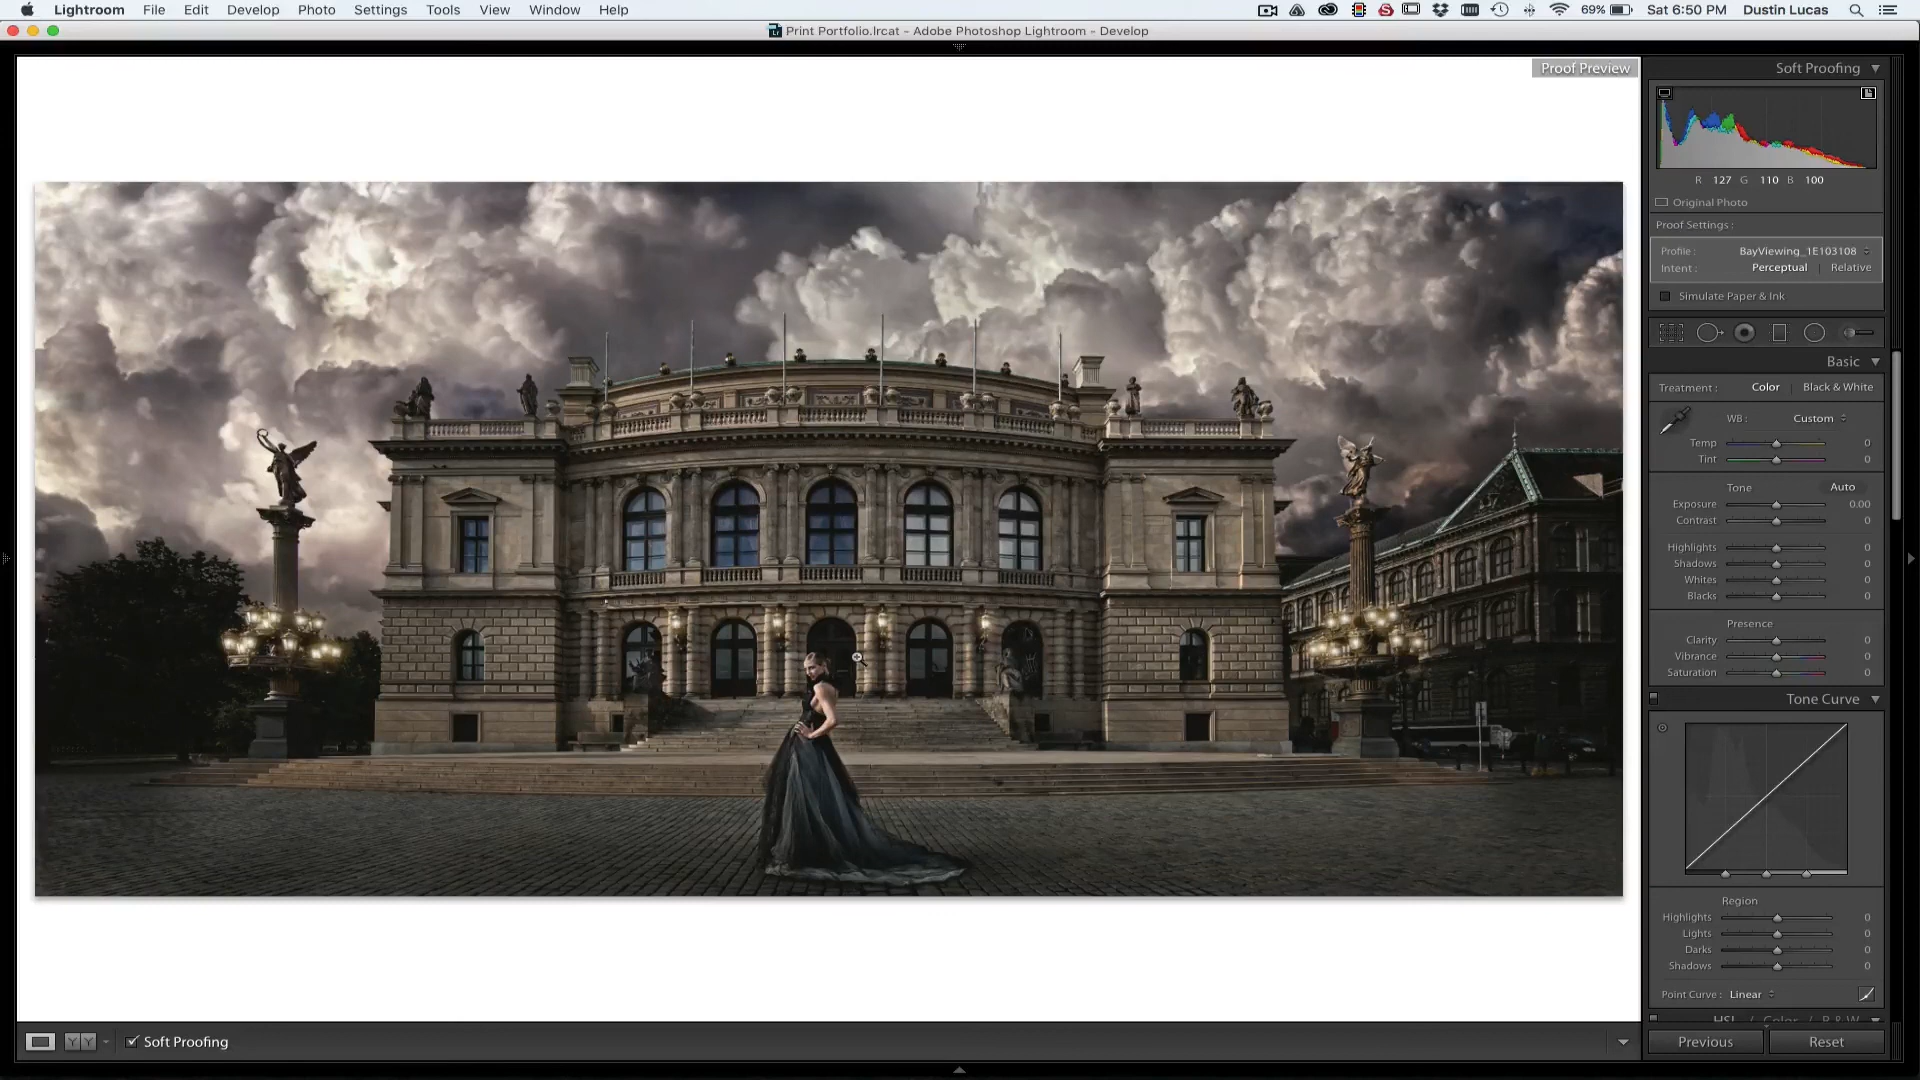 Lightroom File Edit Develop Photo Settings Tools View Window Help 69% Sat 6:50 PM Dustin Lucas
Print Portfolio.lrcat - Adobe Photoshop Lightroom - Develop
Proof Preview
Soft Proofing
R 127 G 110 B 100
Original Photo
Proof Settings :
Profile : BayViewing_1E103108
Intent : Perceptual | Relative
Simulate Paper & Ink
Basic
Treatment : Color | Black & White
WB : Custom
Temp 0
Tint 0
Tone Auto
Exposure 0.00
Contrast 0
Highlights 0
Shadows 0
Whites 0
Blacks 0
Presence
Clarity 0
Vibrance 0
Saturation 0
Tone Curve
Region
Highlights 0
Lights 0
Darks 0
Shadows 0
Point Curve : Linear
HSL / Color / B & W
YY Soft Proofing
Previous Reset